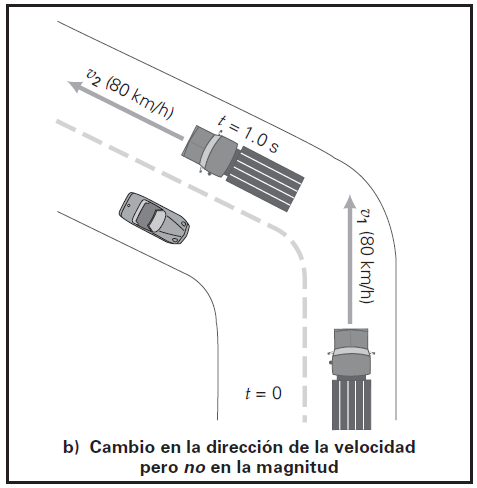 v₂ (80 km/h)
t = 1.0 s
v₁ (80 km/h)
t = 0
b) Cambio en la dirección de la velocidad
pero no en la magnitud